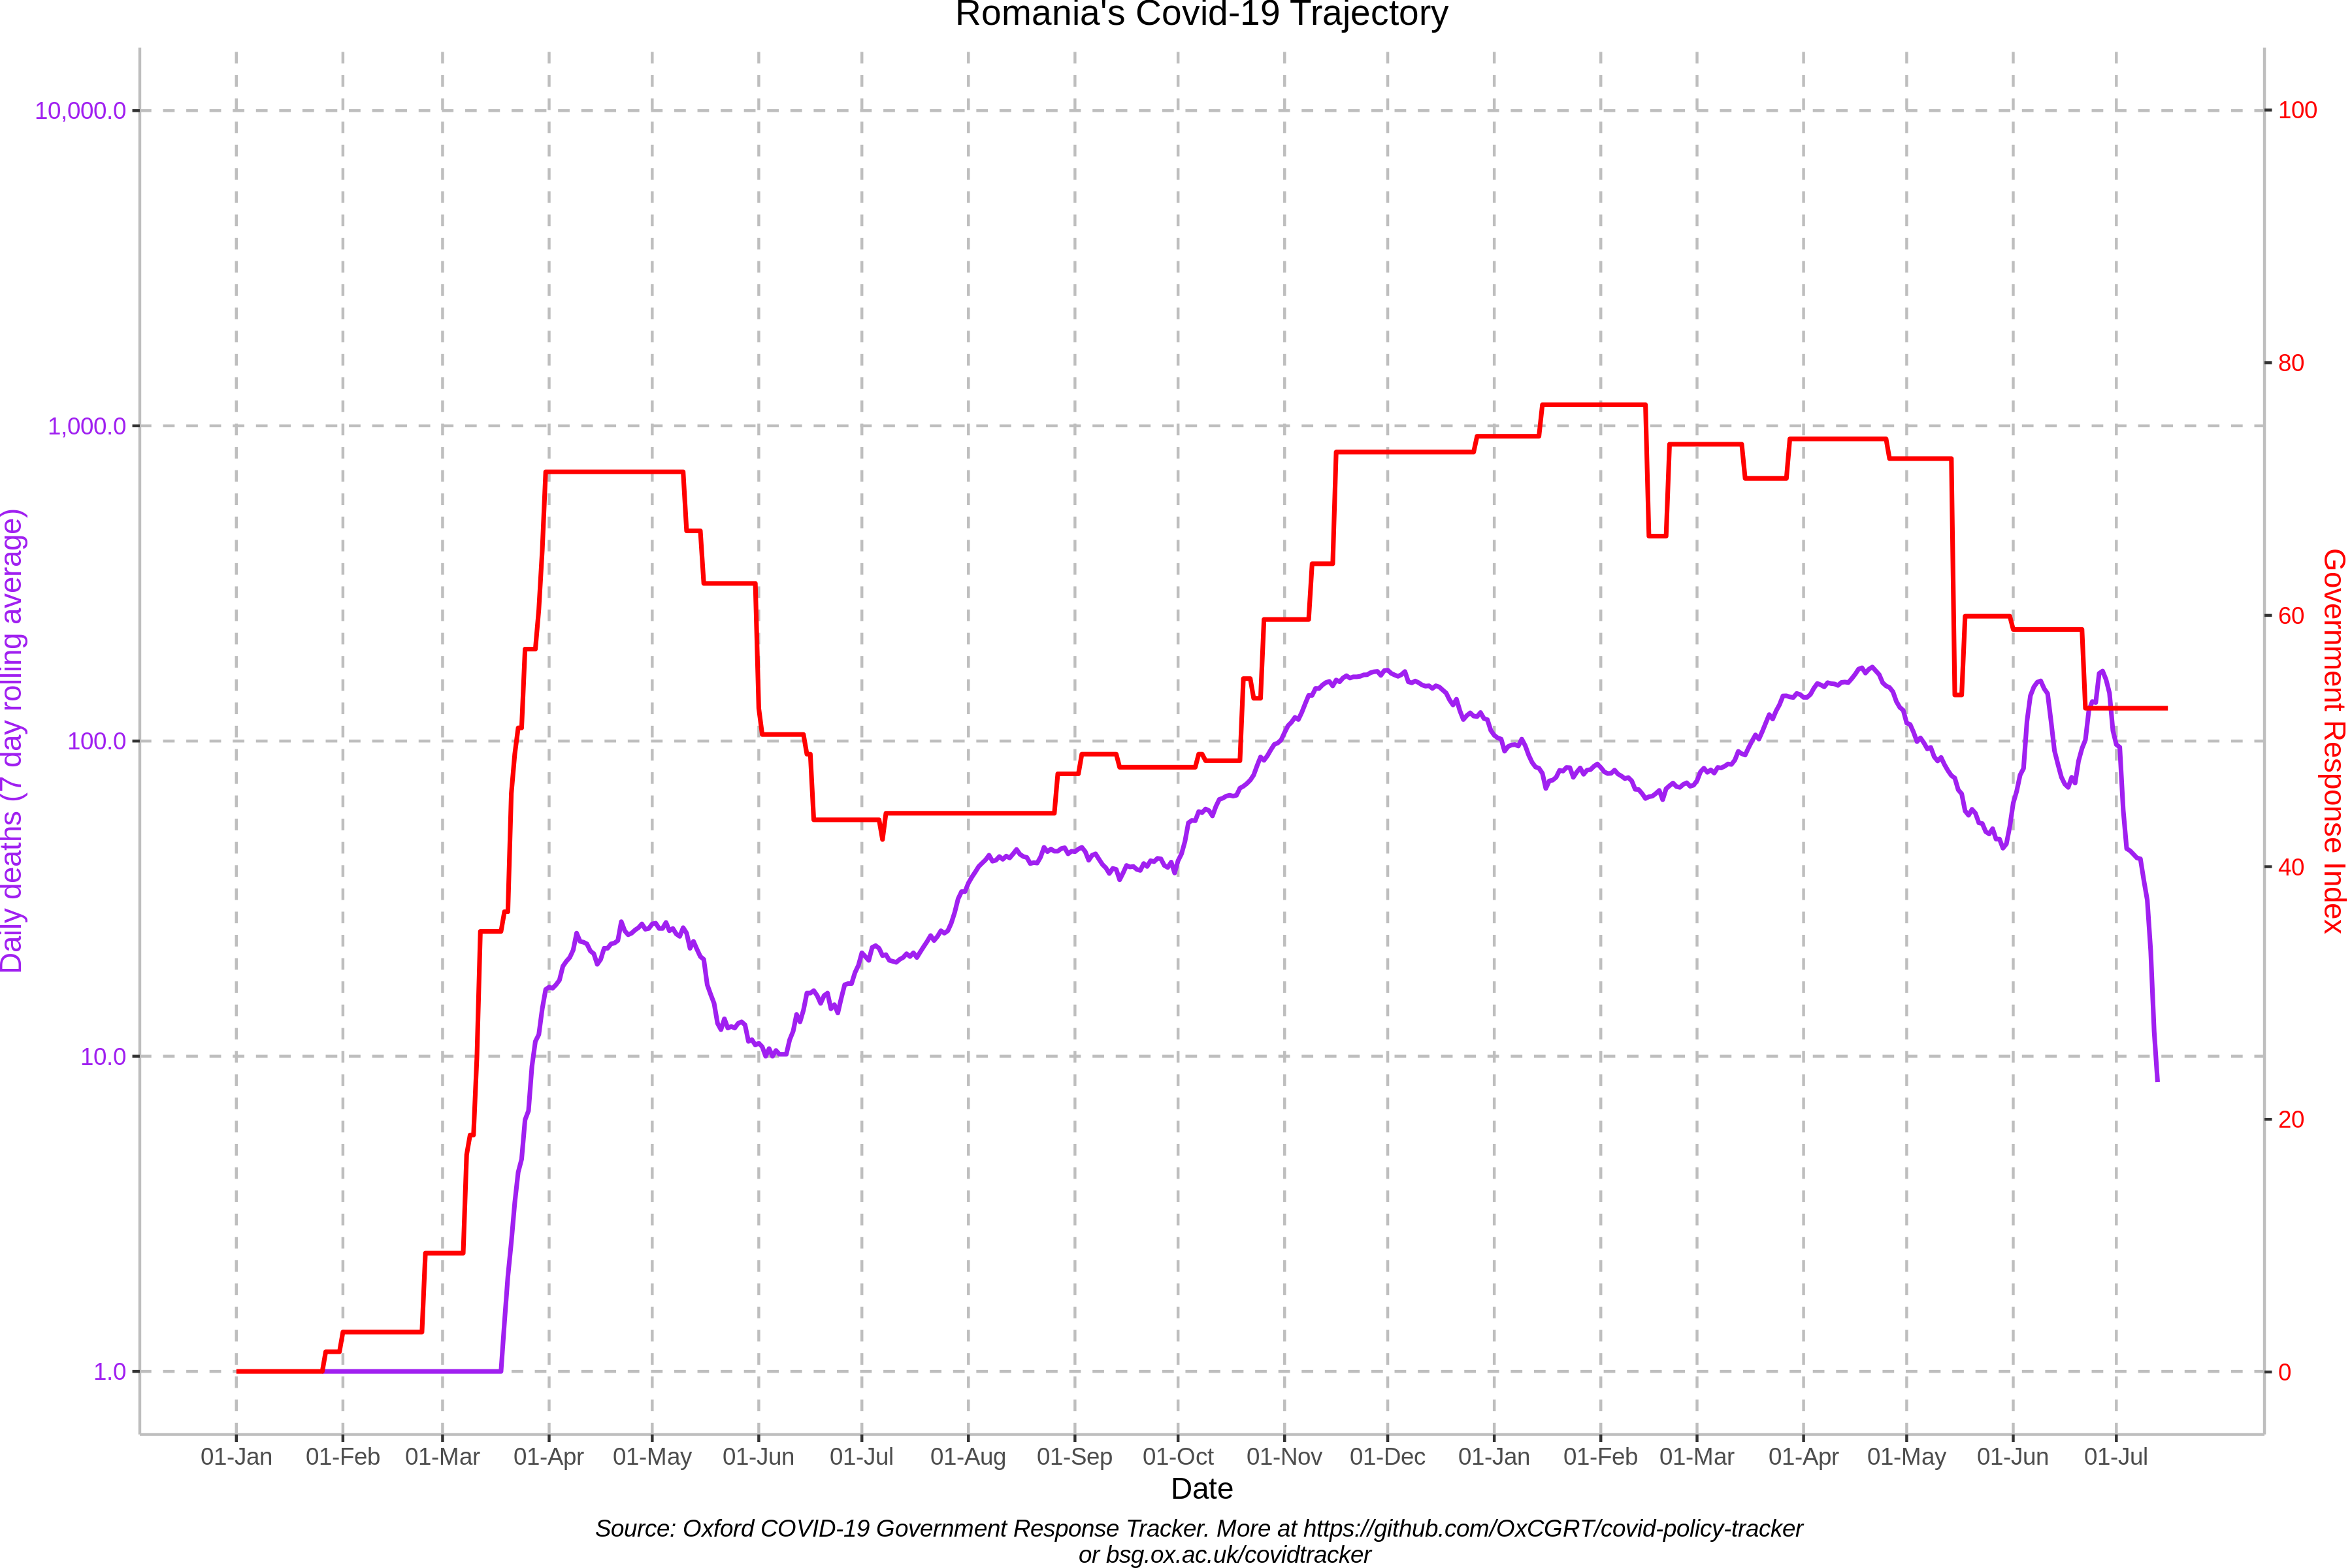 Romania's Covid-19 Trajectory
10,000.0
1,000.0
100.0
10.0
1.0
Daily deaths (7 day rolling average)
100
80
60
40
20
0
Government Response Index
01-Jan 01-Feb 01-Mar 01-Apr 01-May 01-Jun 01-Jul 01-Aug 01-Sep 01-Oct 01-Nov 01-Dec 01-Jan 01-Feb 01-Mar 01-Apr 01-May 01-Jun 01-Jul
Date
Source: Oxford COVID-19 Government Response Tracker. More at https://github.com/OxCGRT/covid-policy-tracker
or bsg.ox.ac.uk/covidtracker